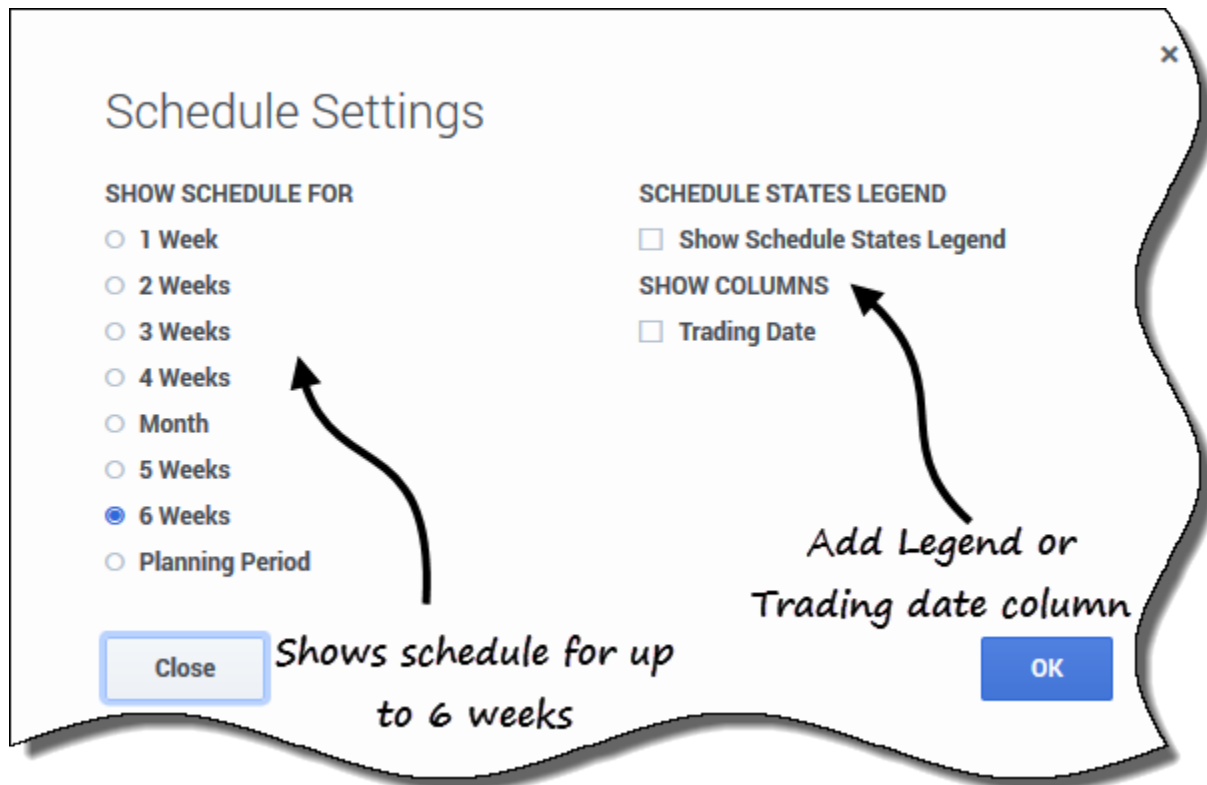 ×
Schedule Settings
SHOW SCHEDULE FOR
1 Week
2 Weeks
3 Weeks
4 Weeks
Month
5 Weeks
6 Weeks
Planning Period
SCHEDULE STATES LEGEND
Show Schedule States Legend
SHOW COLUMNS
Trading Date
Add Legend or
Trading date column
Shows schedule for up
to 6 weeks
Close
OK